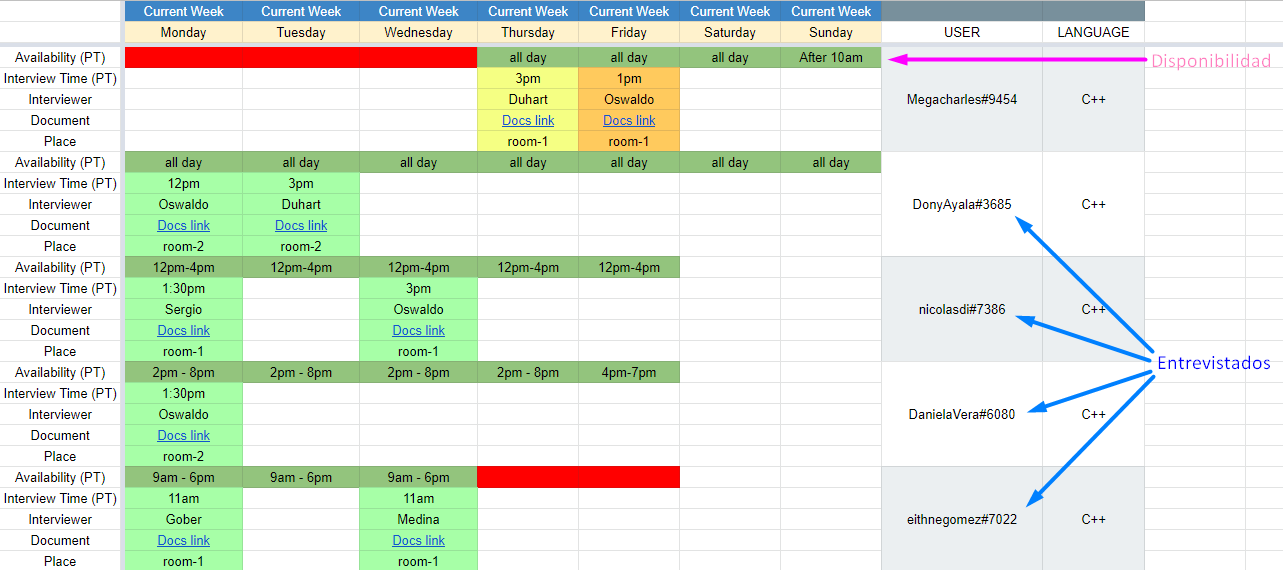 Current Week Current Week Current Week Current Week Current Week Current Week Current Week
Monday Tuesday Wednesday Thursday Friday Saturday Sunday USER LANGUAGE
Availability (PT) all day all day all day After 10am Disponibilidad
Interview Time (PT) 3pm 1pm
Interviewer Duhart Oswaldo Megacharles#9454 C++
Document Docs link Docs link
Place room-1 room-1
Availability (PT) all day all day all day all day all day all day all day
Interview Time (PT) 12pm 3pm
Interviewer Oswaldo Duhart DonyAyala#3685 C++
Document Docs link Docs link
Place room-2 room-2
Availability (PT) 12pm-4pm 12pm-4pm 12pm-4pm 12pm-4pm 12pm-4pm
Interview Time (PT) 1:30pm 3pm
Interviewer Sergio Oswaldo nicolasdi#7386 C++
Document Docs link Docs link
Place room-1 room-1
Entrevistados
Availability (PT) 2pm - 8pm 2pm - 8pm 2pm - 8pm 2pm - 8pm 4pm-7pm
Interview Time (PT) 1:30pm
Interviewer Oswaldo DanielaVera#6080 C++
Document Docs link
Place room-2
Availability (PT) 9am - 6pm 9am - 6pm 9am - 6pm
Interview Time (PT) 11am 11am
Interviewer Gober Medina eithnegomez#7022 C++
Document Docs link Docs link
Place room-1 room-1